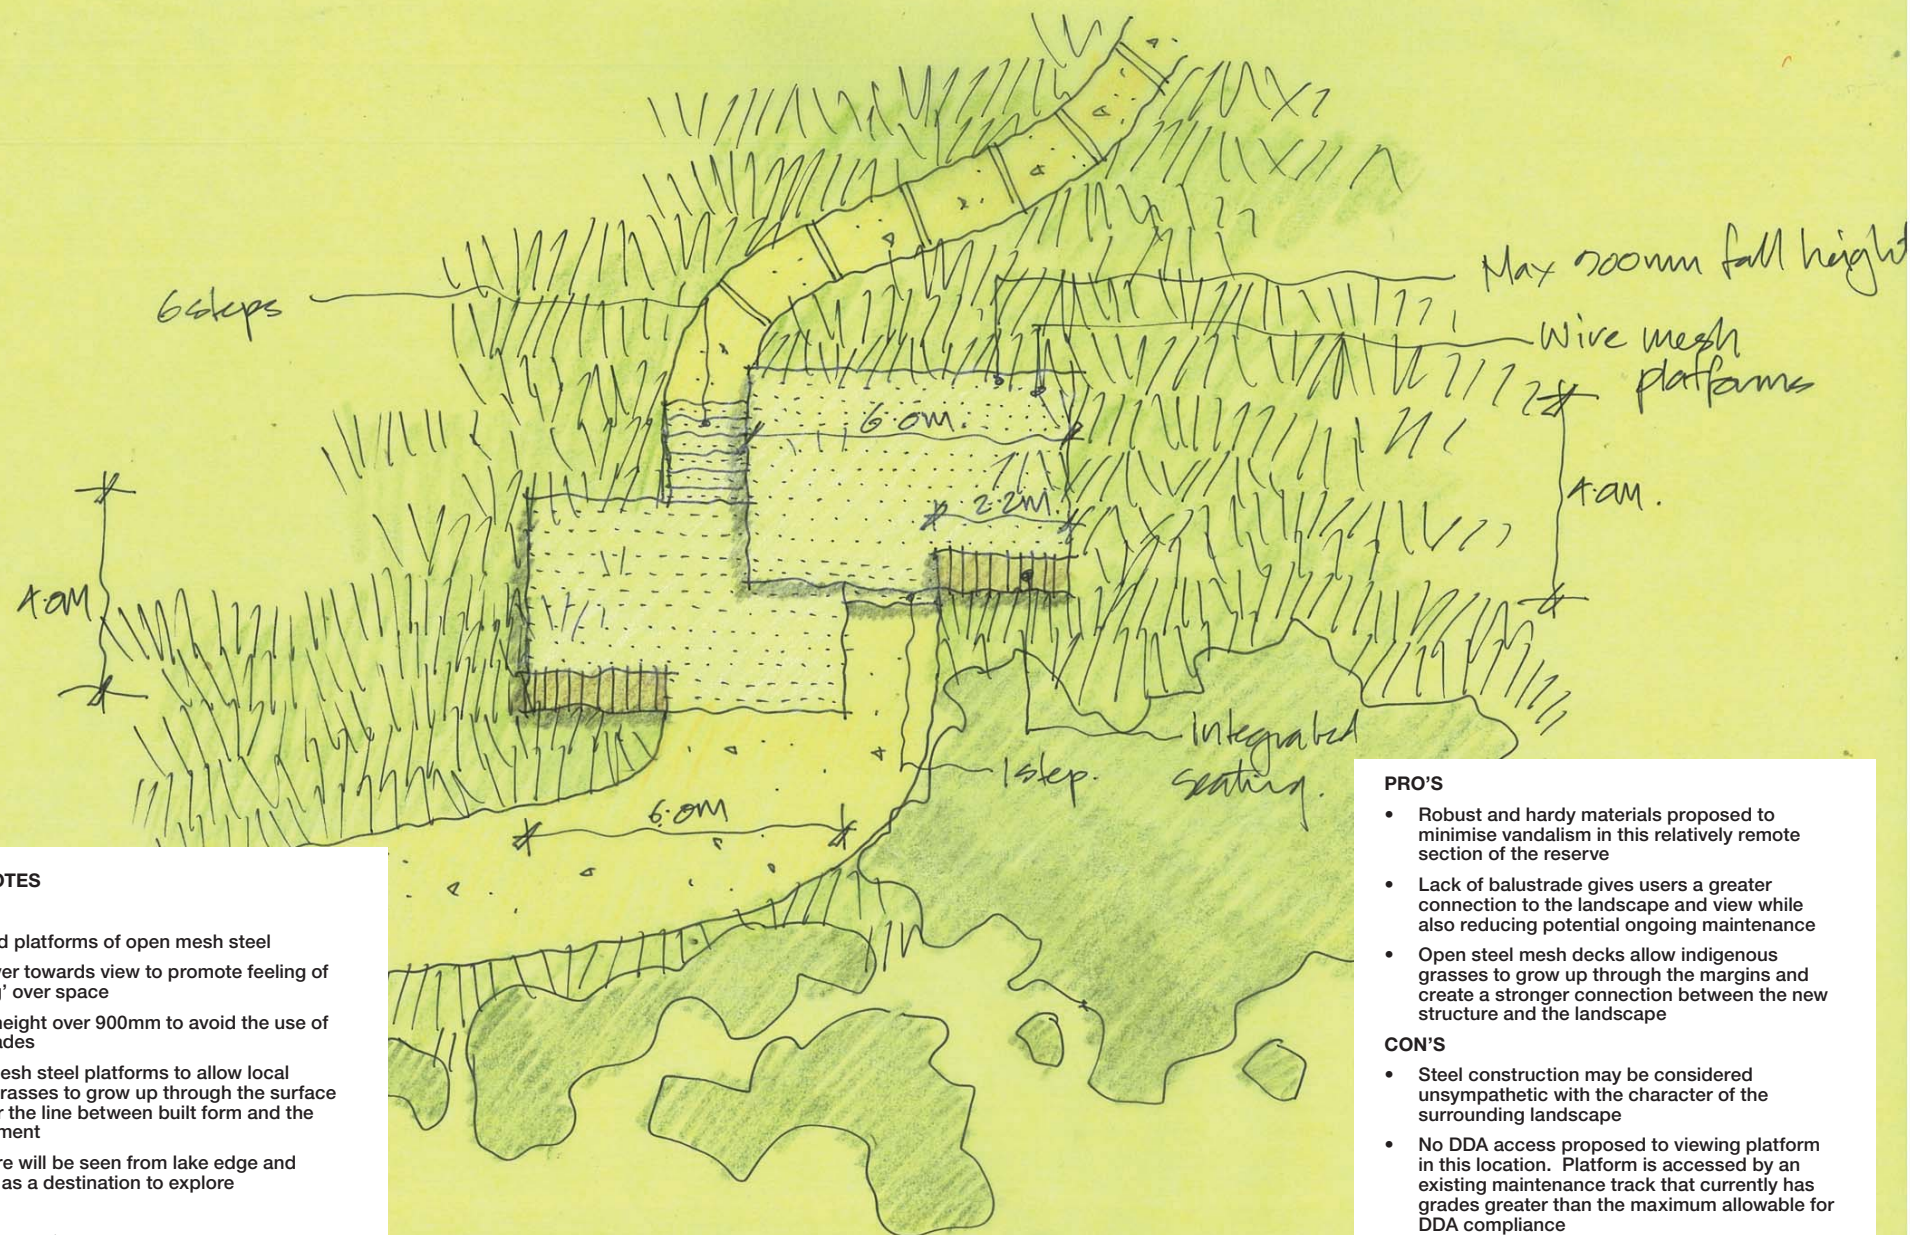 6 steps
Max 900mm fall height
Wire mesh
platforms
6.0m.
2.2m.
4.0m.
4.0M
Integrated
seating.
1 step.
6.0M
OTES
d platforms of open mesh steel
ver towards view to promote feeling of
g’ over space
height over 900mm to avoid the use of
ades
esh steel platforms to allow local
rasses to grow up through the surface
r the line between built form and the
ment
re will be seen from lake edge and
as a destination to explore
PRO’S
• Robust and hardy materials proposed to
minimise vandalism in this relatively remote
section of the reserve
• Lack of balustrade gives users a greater
connection to the landscape and view while
also reducing potential ongoing maintenance
• Open steel mesh decks allow indigenous
grasses to grow up through the margins and
create a stronger connection between the new
structure and the landscape
CON’S
• Steel construction may be considered
unsympathetic with the character of the
surrounding landscape
• No DDA access proposed to viewing platform
in this location. Platform is accessed by an
existing maintenance track that currently has
grades greater than the maximum allowable for
DDA compliance